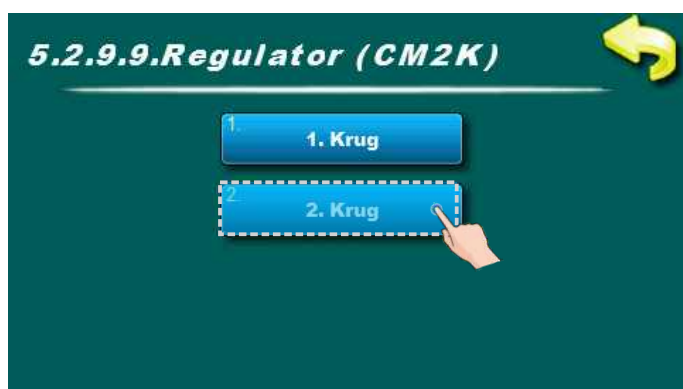 5.2.9.9.Regulator (CM2K)
1.
1. Krug
2.
2. Krug